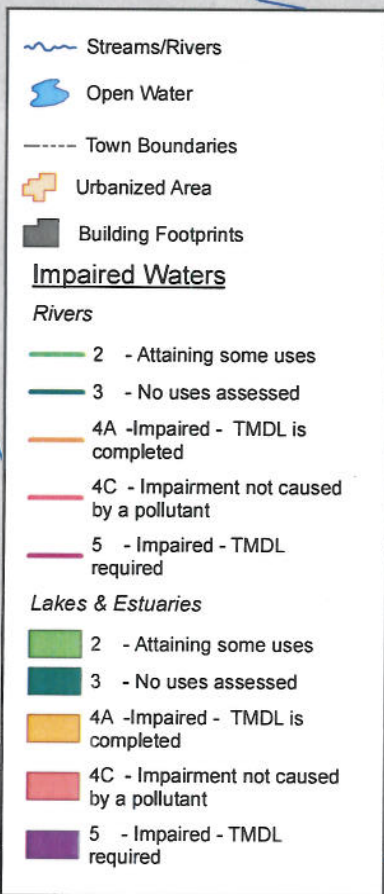 Streams/Rivers
Open Water
Town Boundaries
Urbanized Area
Building Footprints
Impaired Waters
Rivers
2 - Attaining some uses
3 - No uses assessed
4A -Impaired - TMDL is
completed
4C - Impairment not caused
by a pollutant
5 - Impaired - TMDL
required
Lakes & Estuaries
2 - Attaining some uses
3 - No uses assessed
4A -Impaired - TMDL is
completed
4C - Impairment not caused
by a pollutant
5 - Impaired - TMDL
required